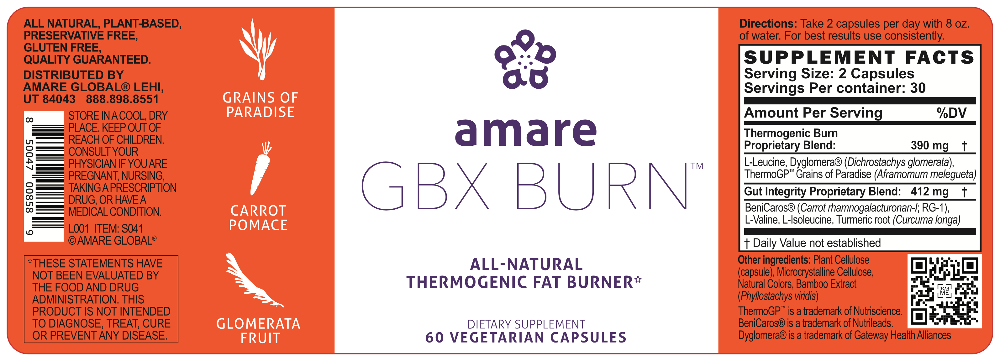 ALL NATURAL, PLANT-BASED,
PRESERVATIVE FREE,
GLUTEN FREE,
QUALITY GUARANTEED.
DISTRIBUTED BY
AMARE GLOBAL® LEHI,
UT 84043 888.898.8551
8 50047 00858 9
STORE IN A COOL, DRY
PLACE. KEEP OUT OF
REACH OF CHILDREN.
CONSULT YOUR
PHYSICIAN IF YOU ARE
PREGNANT, NURSING,
TAKING A PRESCRIPTION
DRUG, OR HAVE A
MEDICAL CONDITION.
L001 ITEM: S041
© AMARE GLOBAL®
*THESE STATEMENTS HAVE
NOT BEEN EVALUATED BY
THE FOOD AND DRUG
ADMINISTRATION. THIS
PRODUCT IS NOT INTENDED
TO DIAGNOSE, TREAT, CURE
OR PREVENT ANY DISEASE.
GRAINS OF
PARADISE
CARROT
POMACE
GLOMERATA
FRUIT
amare
GBX BURN™
ALL-NATURAL
THERMOGENIC FAT BURNER*
DIETARY SUPPLEMENT
60 VEGETARIAN CAPSULES
Directions: Take 2 capsules per day with 8 oz.
of water. For best results use consistently.
SUPPLEMENT FACTS
Serving Size: 2 Capsules
Servings Per container: 30
Amount Per Serving %DV
Thermogenic Burn
Proprietary Blend: 390 mg †
L-Leucine, Dyglomera® (Dichrostachys glomerata),
ThermoGP™ Grains of Paradise (Aframomum melegueta)
Gut Integrity Proprietary Blend: 412 mg †
BeniCaros® (Carrot rhamnogalacturonan-I; RG-1),
L-Valine, L-Isoleucine, Turmeric root (Curcuma longa)
† Daily Value not established
Other ingredients: Plant Cellulose
(capsule), Microcrystalline Cellulose,
Natural Colors, Bamboo Extract
(Phyllostachys viridis)
SCAN
ME
ThermoGP™ is a trademark of Nutriscience.
BeniCaros® is a trademark of Nutrileads.
Dyglomera® is a trademark of Gateway Health Alliances